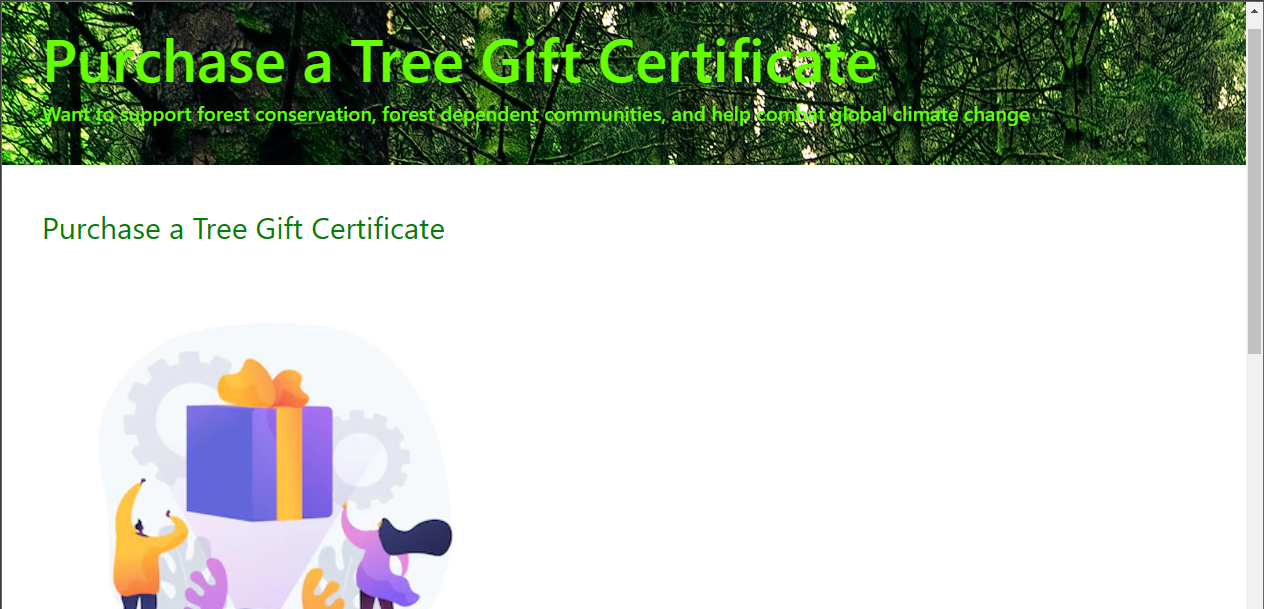 Purchase a Tree Gift Certificate
Want to support forest conservation, forest dependent communities, and help combat global climate change
Purchase a Tree Gift Certificate